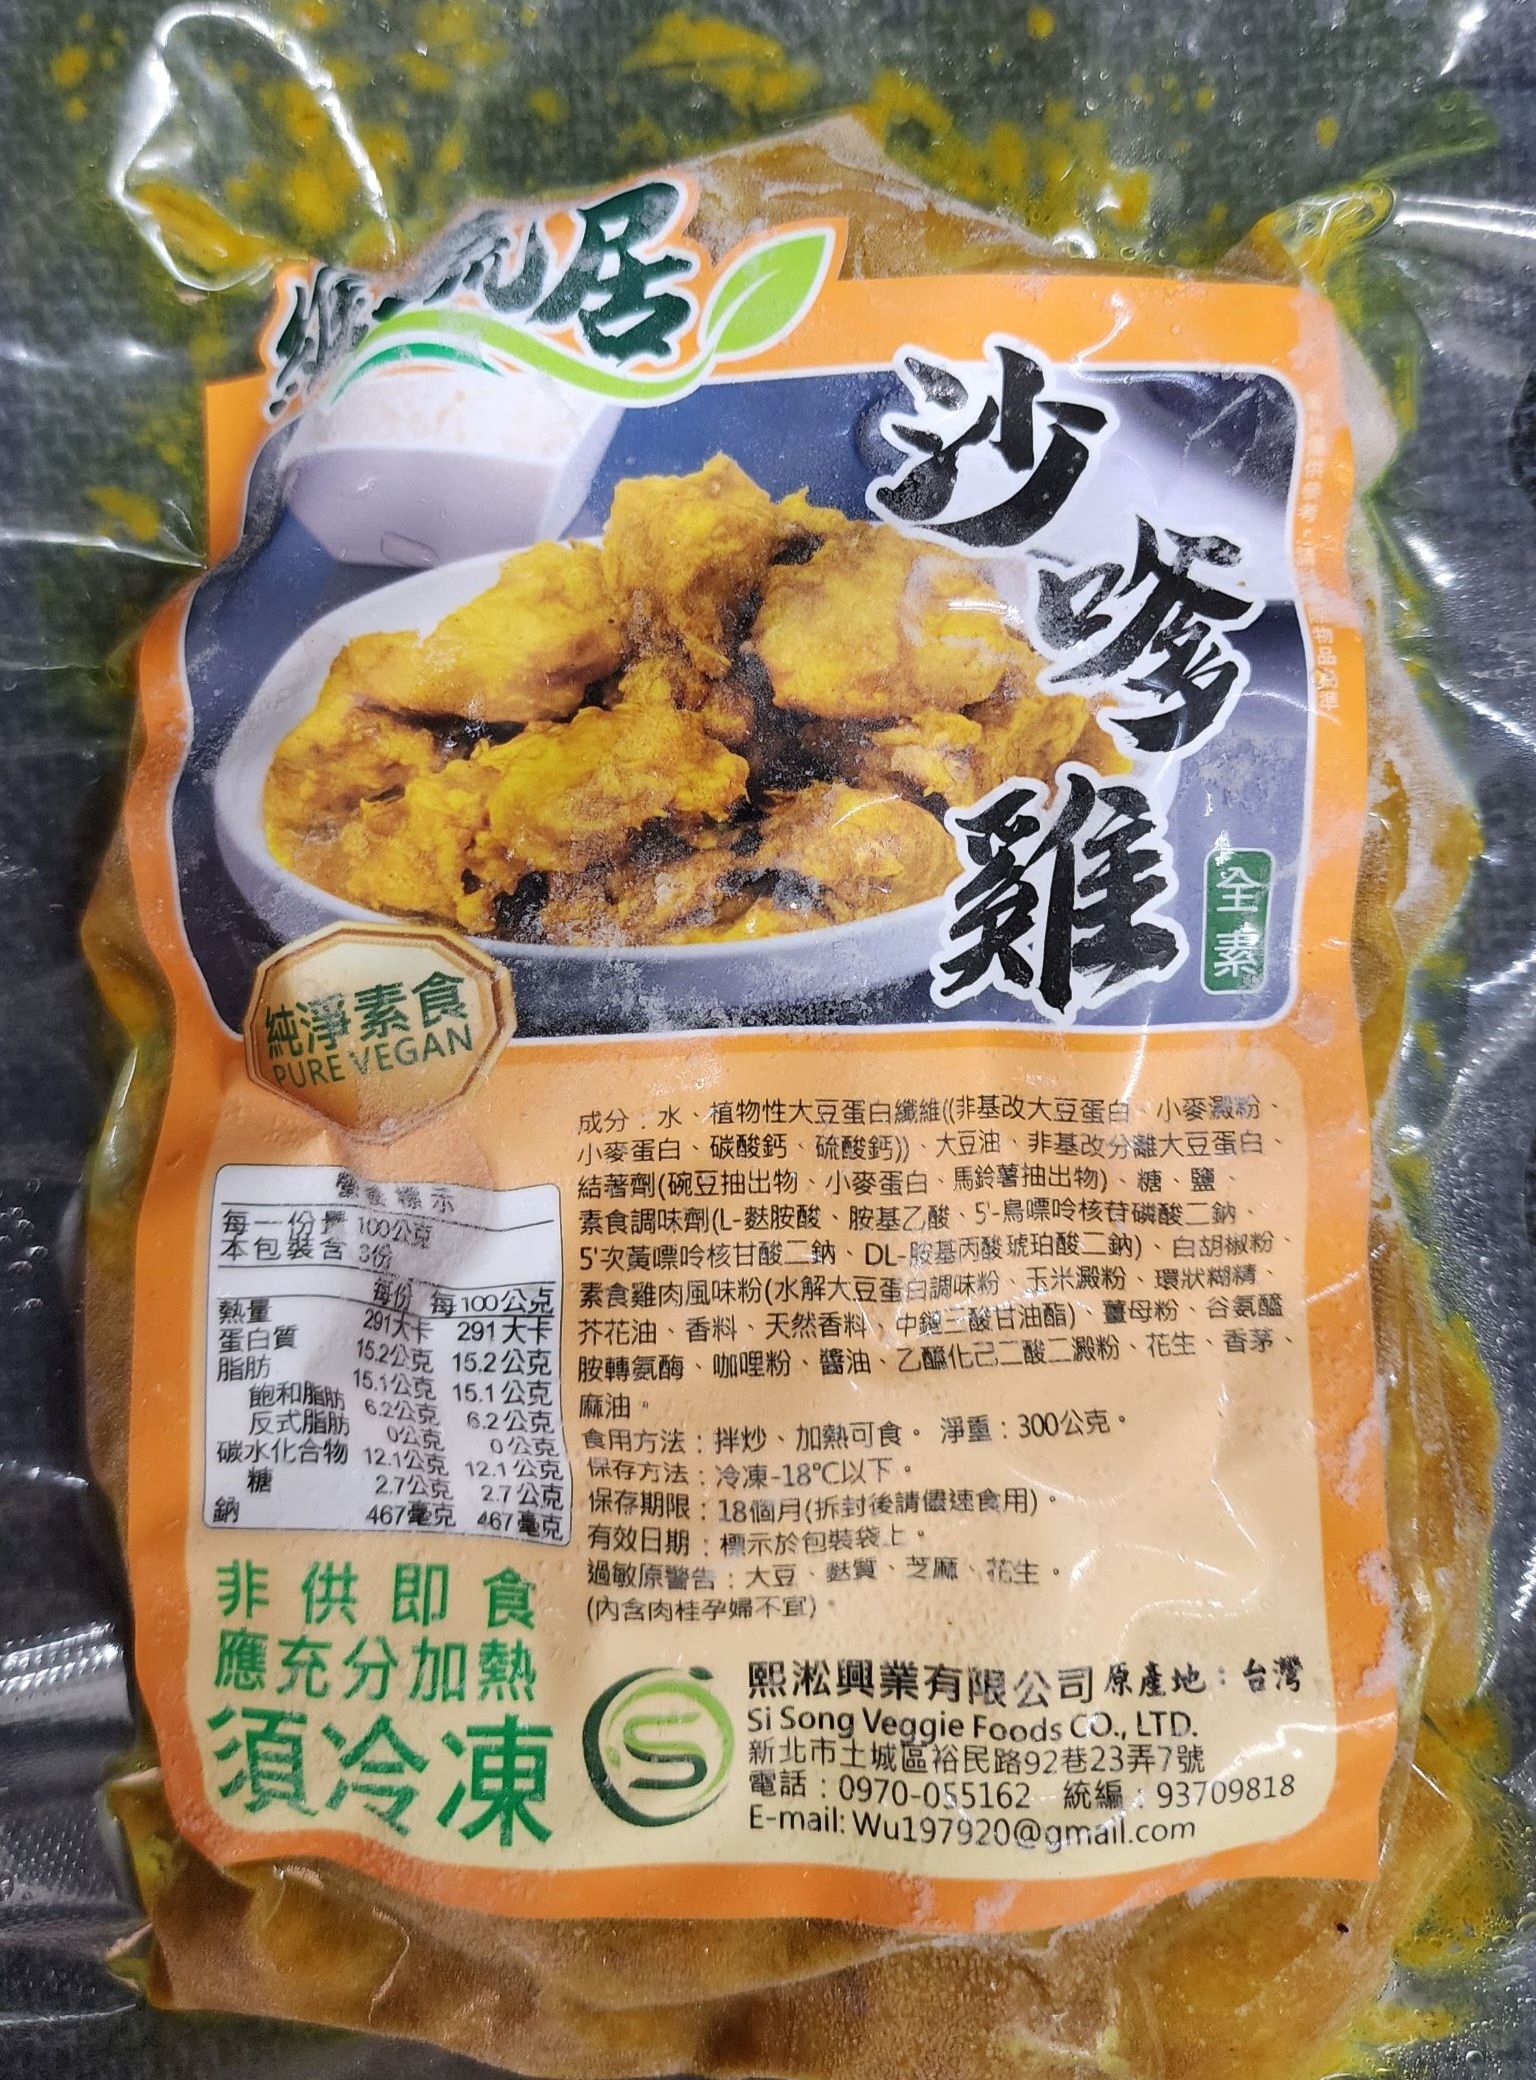 居
沙嗲雞
全素
純淨素食
PURE VEGAN
成分：水、植物性大豆蛋白纖維((非基改大豆蛋白、小麥澱粉、
小麥蛋白、碳酸鈣、硫酸鈣))、大豆油、非基改分離大豆蛋白、
結著劑(碗豆抽出物、小麥蛋白、馬鈴薯抽出物)、糖、鹽、
素食調味劑(L-麩胺酸、胺基乙酸、5'-鳥嘌呤核苷磷酸二鈉、
5'次黃嘌呤核甘酸二鈉、DL-胺基丙酸琥珀酸二鈉)、白胡椒粉、
素食雞肉風味粉(水解大豆蛋白調味粉、玉米澱粉、環狀糊精、
芥花油、香料、天然香料、中鏈三酸甘油酯)、薑母粉、谷氨醯
胺轉氨酶、咖哩粉、醬油、乙醯化己二酸二澱粉、花生、香茅、
麻油。
食用方法：拌炒、加熱可食。 淨重：300公克。
保存方法：冷凍-18℃以下。
保存期限：18個月(拆封後請儘速食用)。
有效日期：標示於包裝袋上。
過敏原警告：大豆、麩質、芝麻、花生。
(內含肉桂孕婦不宜)。
營養標示
每一份量 100公克
本包裝含 3份
每份 每100公克
熱量 291大卡 291大卡
蛋白質 15.2公克 15.2公克
脂肪 15.1公克 15.1公克
飽和脂肪 6.2公克 6.2公克
反式脂肪 0公克 0公克
碳水化合物 12.1公克 12.1公克
糖 2.7公克 2.7公克
鈉 467毫克 467毫克
非供即食
應充分加熱
須冷凍
S
熙淞興業有限公司 原產地：台灣
Si Song Veggie Foods CO., LTD.
新北市土城區裕民路92巷23弄7號
電話：0970-055162 統編：93709818
E-mail: Wu197920@gmail.com